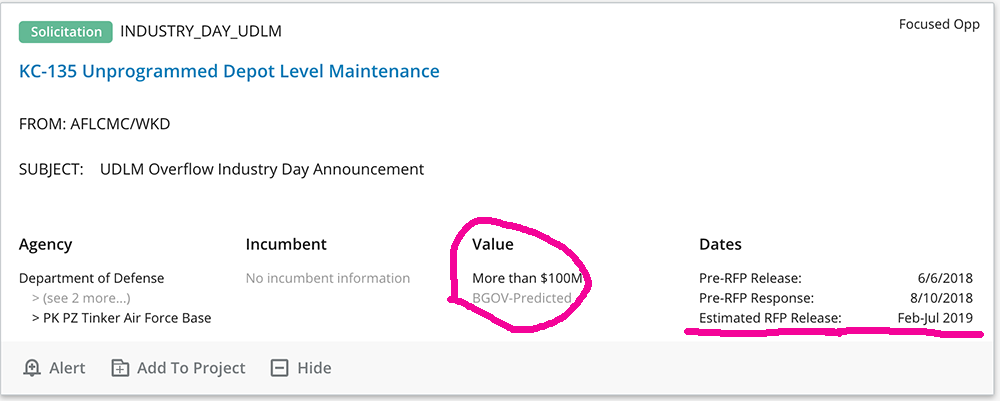 Solicitation INDUSTRY_DAY_UDLM
Focused Opp
KC-135 Unprogrammed Depot Level Maintenance
FROM: AFLCMC/WKD
SUBJECT: UDLM Overflow Industry Day Announcement
Agency
Department of Defense
> (see 2 more...)
> PK PZ Tinker Air Force Base
Incumbent
No incumbent information
Value
More than $100M
BGOV-Predicted
Dates
Pre-RFP Release: 6/6/2018
Pre-RFP Response: 8/10/2018
Estimated RFP Release: Feb-Jul 2019
Alert Add To Project Hide